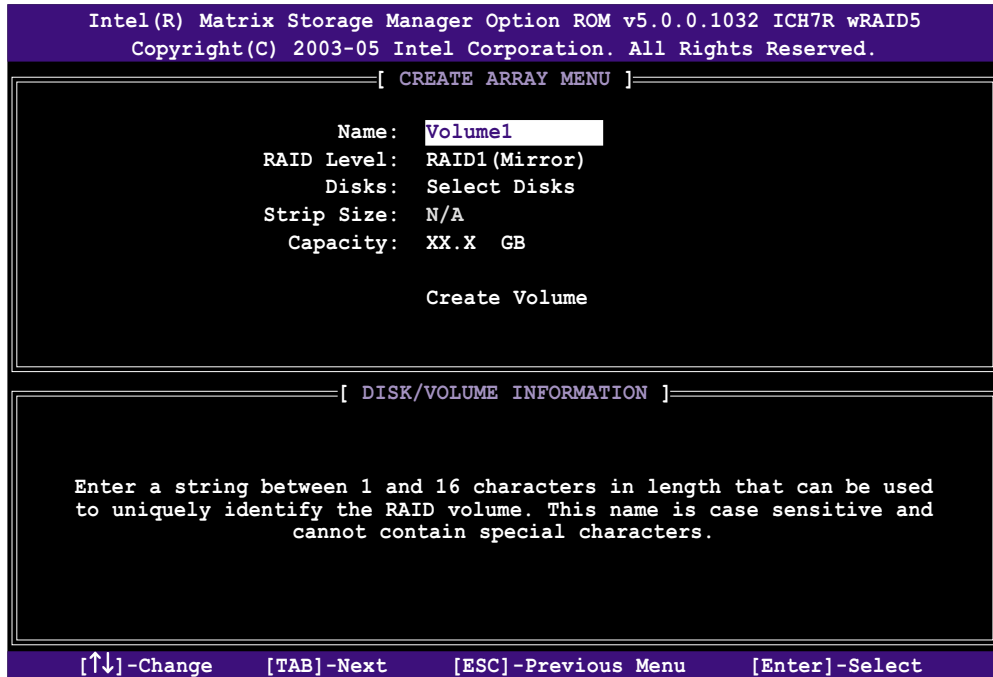 Intel(R) Matrix Storage Manager Option ROM v5.0.0.1032 ICH7R wRAID5
Copyright(C) 2003-05 Intel Corporation. All Rights Reserved.
[ CREATE ARRAY MENU ]
Name: Volume1
RAID Level: RAID1(Mirror)
Disks: Select Disks
Strip Size: N/A
Capacity: XX.X GB
Create Volume
[ DISK/VOLUME INFORMATION ]
Enter a string between 1 and 16 characters in length that can be used
to uniquely identify the RAID volume. This name is case sensitive and
cannot contain special characters.
[↑↓]-Change [TAB]-Next [ESC]-Previous Menu [Enter]-Select